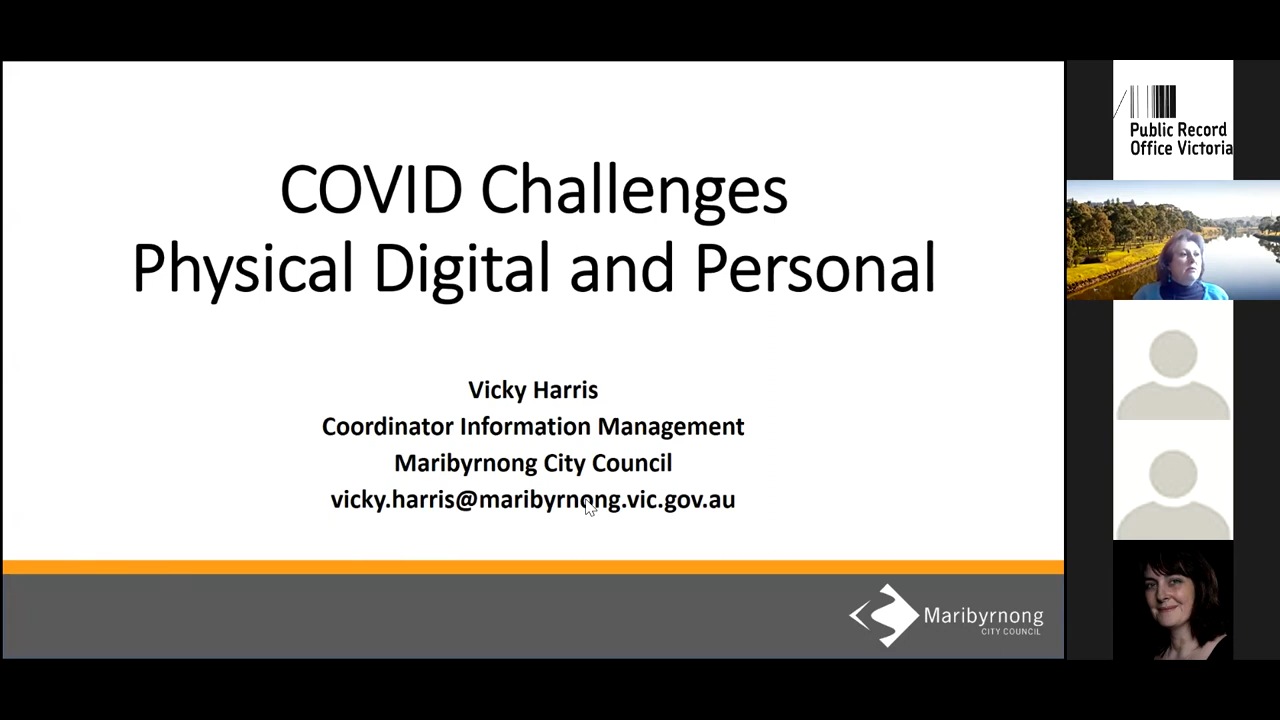 COVID Challenges
Physical Digital and Personal
Vicky Harris
Coordinator Information Management
Maribyrnong City Council
vicky.harris@maribyrnong.vic.gov.au
Maribyrnong
CITY COUNCIL
Public Record
Office Victoria